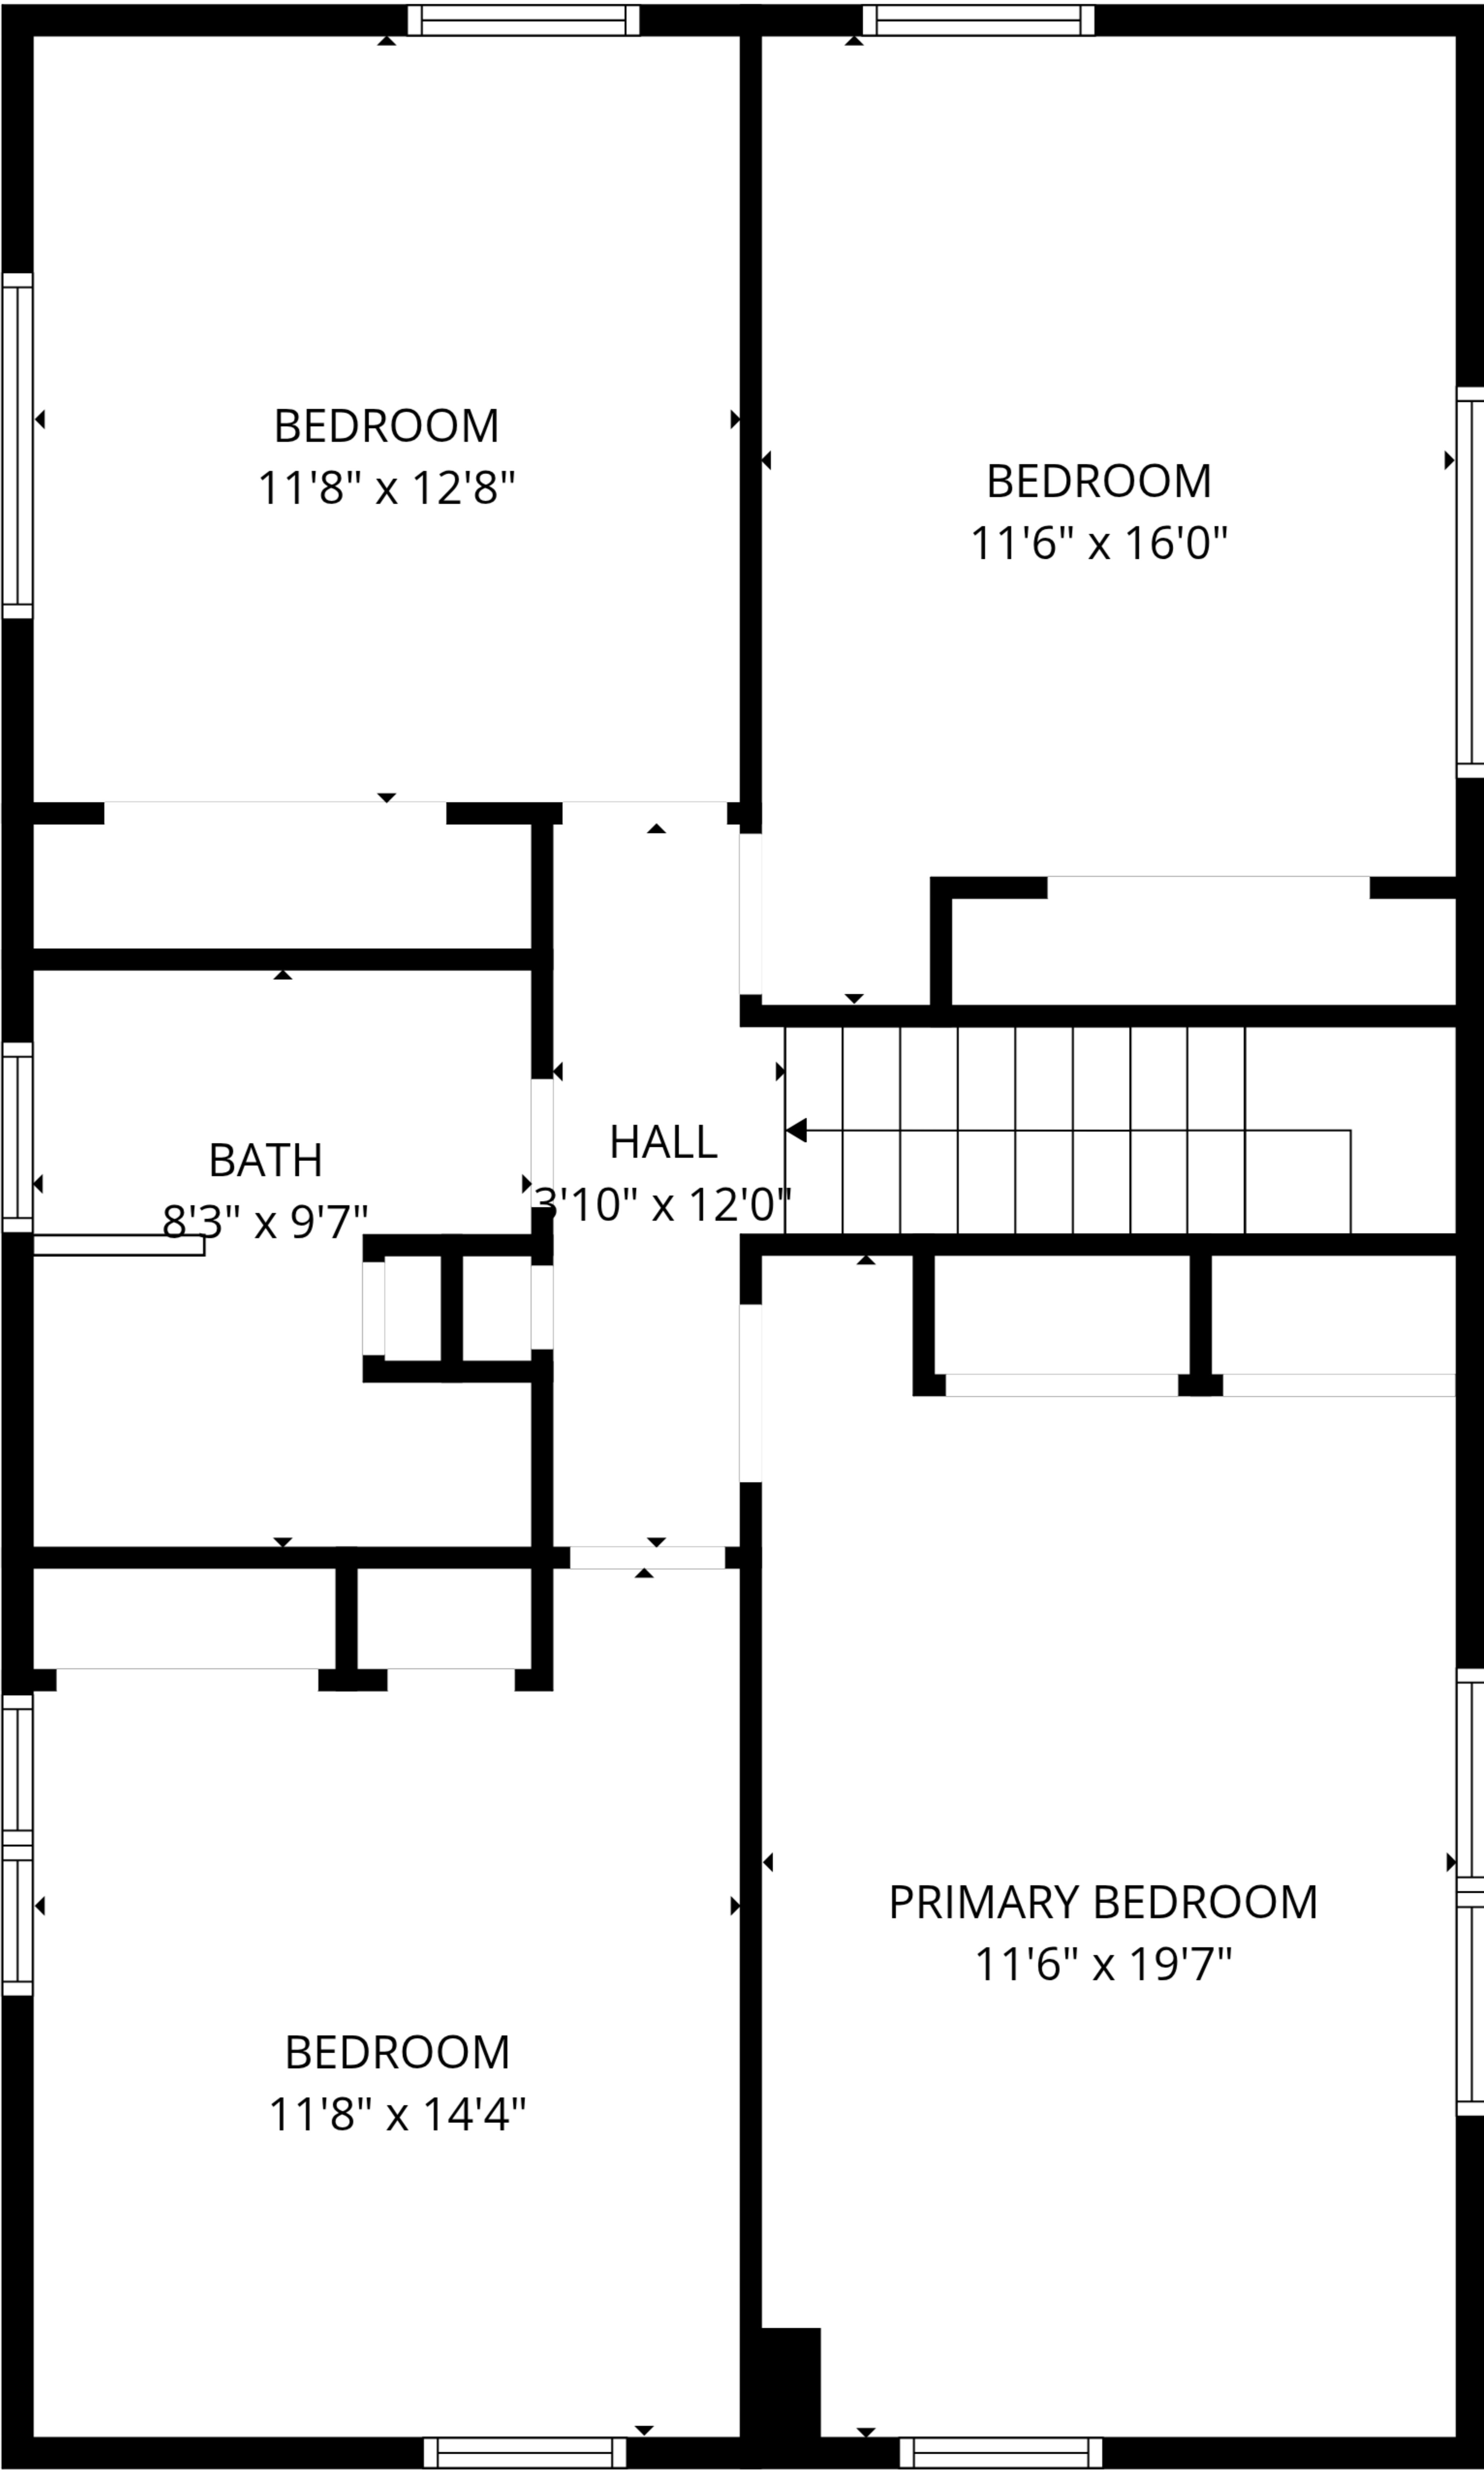 BEDROOM
11'8" x 12'8"
BEDROOM
11'6" x 16'0"
BATH
8'3" x 9'7"
HALL
3'10" x 12'0"
PRIMARY BEDROOM
11'6" x 19'7"
BEDROOM
11'8" x 14'4"